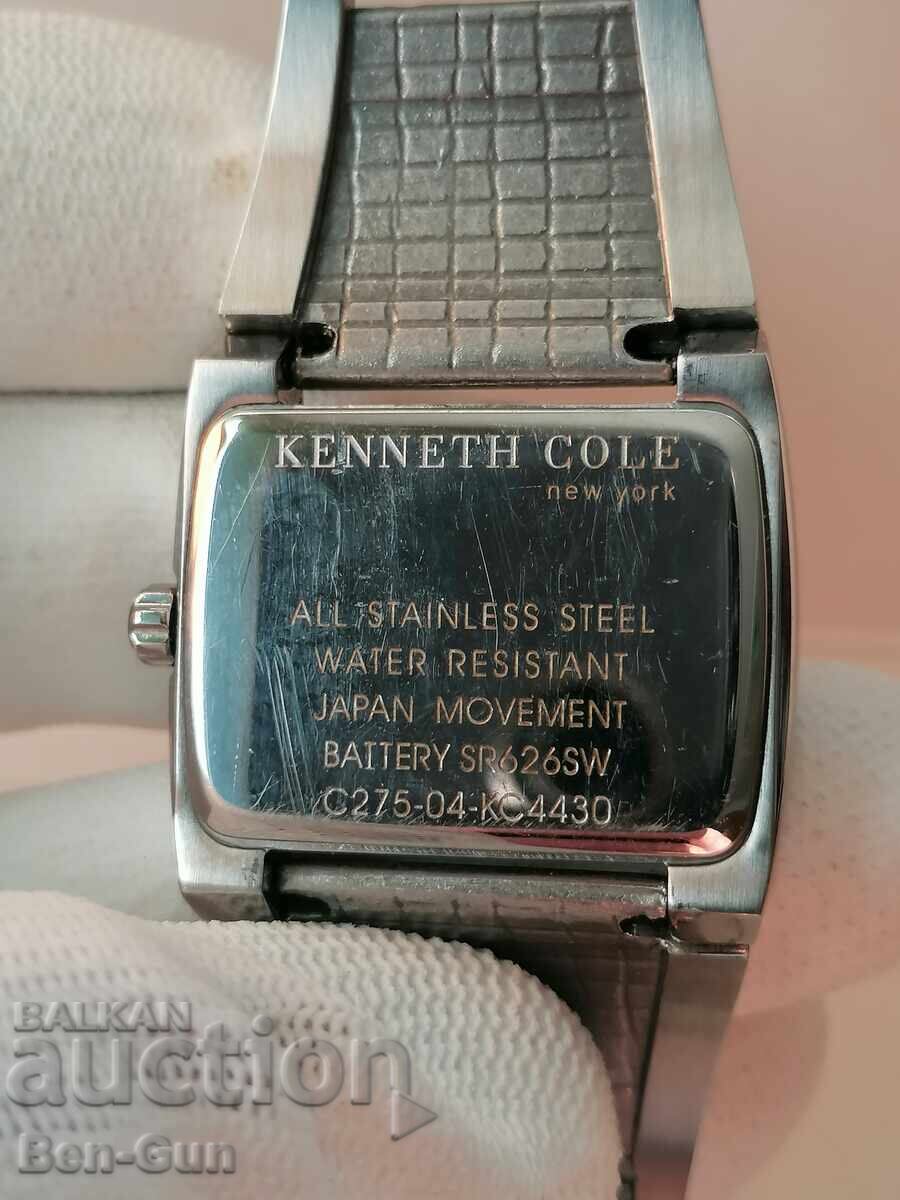 KENNETH COLE
new york
ALL STAINLESS STEEL
WATER RESISTANT
JAPAN MOVEMENT
BATTERY SR626SW
C275-04-KC4430
BALKAN
auction
Ben-Gun